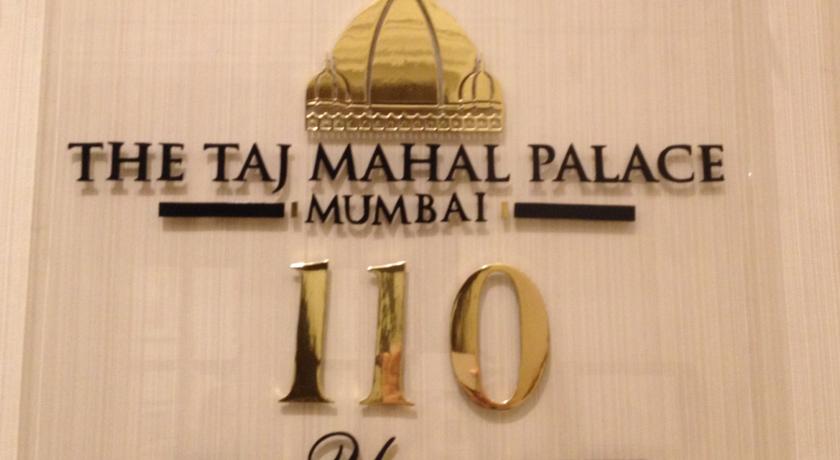 THE TAJ MAHAL PALACE
MUMBAI
110